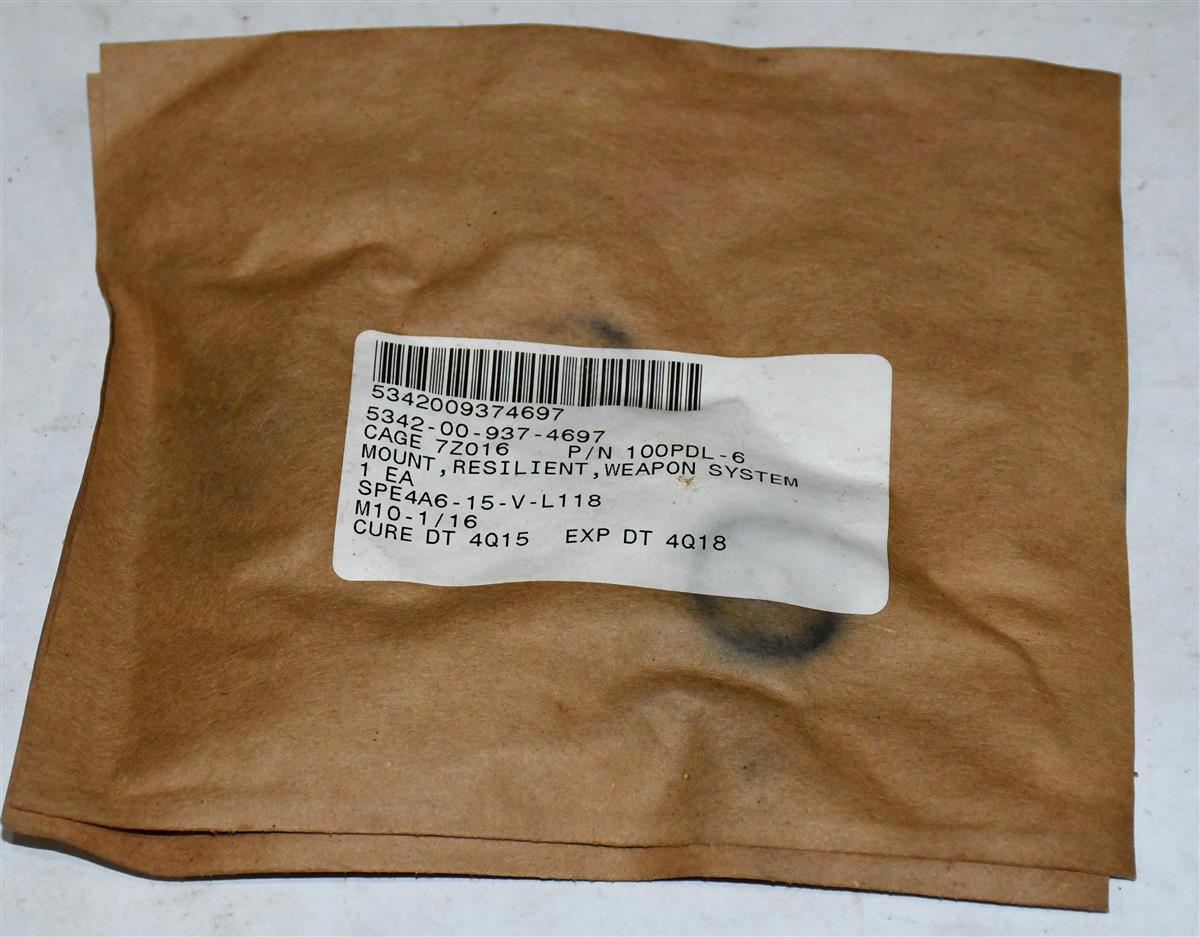 5342009374697
5342-00-937-4697
CAGE 7Z016 P/N 100PDL-6
MOUNT,RESILIENT,WEAPON SYSTEM
1 EA
SPE4A6-15-V-L118
M10-1/16
CURE DT 4Q15 EXP DT 4Q18